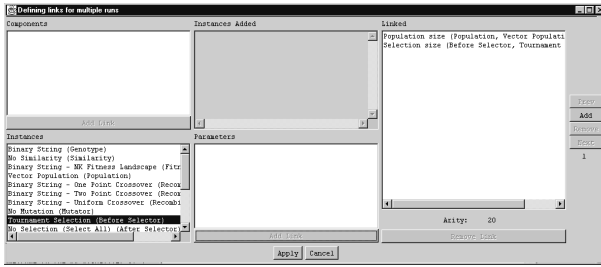 Defining links for multiple runs
Components
Instances Added
Linked
Population size (Population, Vector Populati
Selection size (Before Selector, Tournament
Add Link
Prev
Add
Remove
Next
1
Instances
Parameters
Binary String (Genotype)
No Similarity (Similarity)
Binary String - NK Fitness Landscape (Fitn
Vector Population (Population)
Binary String - One Point Crossover (Recom
Binary String - Two Point Crossover (Recom
Binary String - Uniform Crossover (Recombi
No Mutation (Mutator)
Tournament Selection (Before Selector)
No Selection (Select All) (After Selector)
Arity: 20
Add Link
Remove Link
Apply Cancel